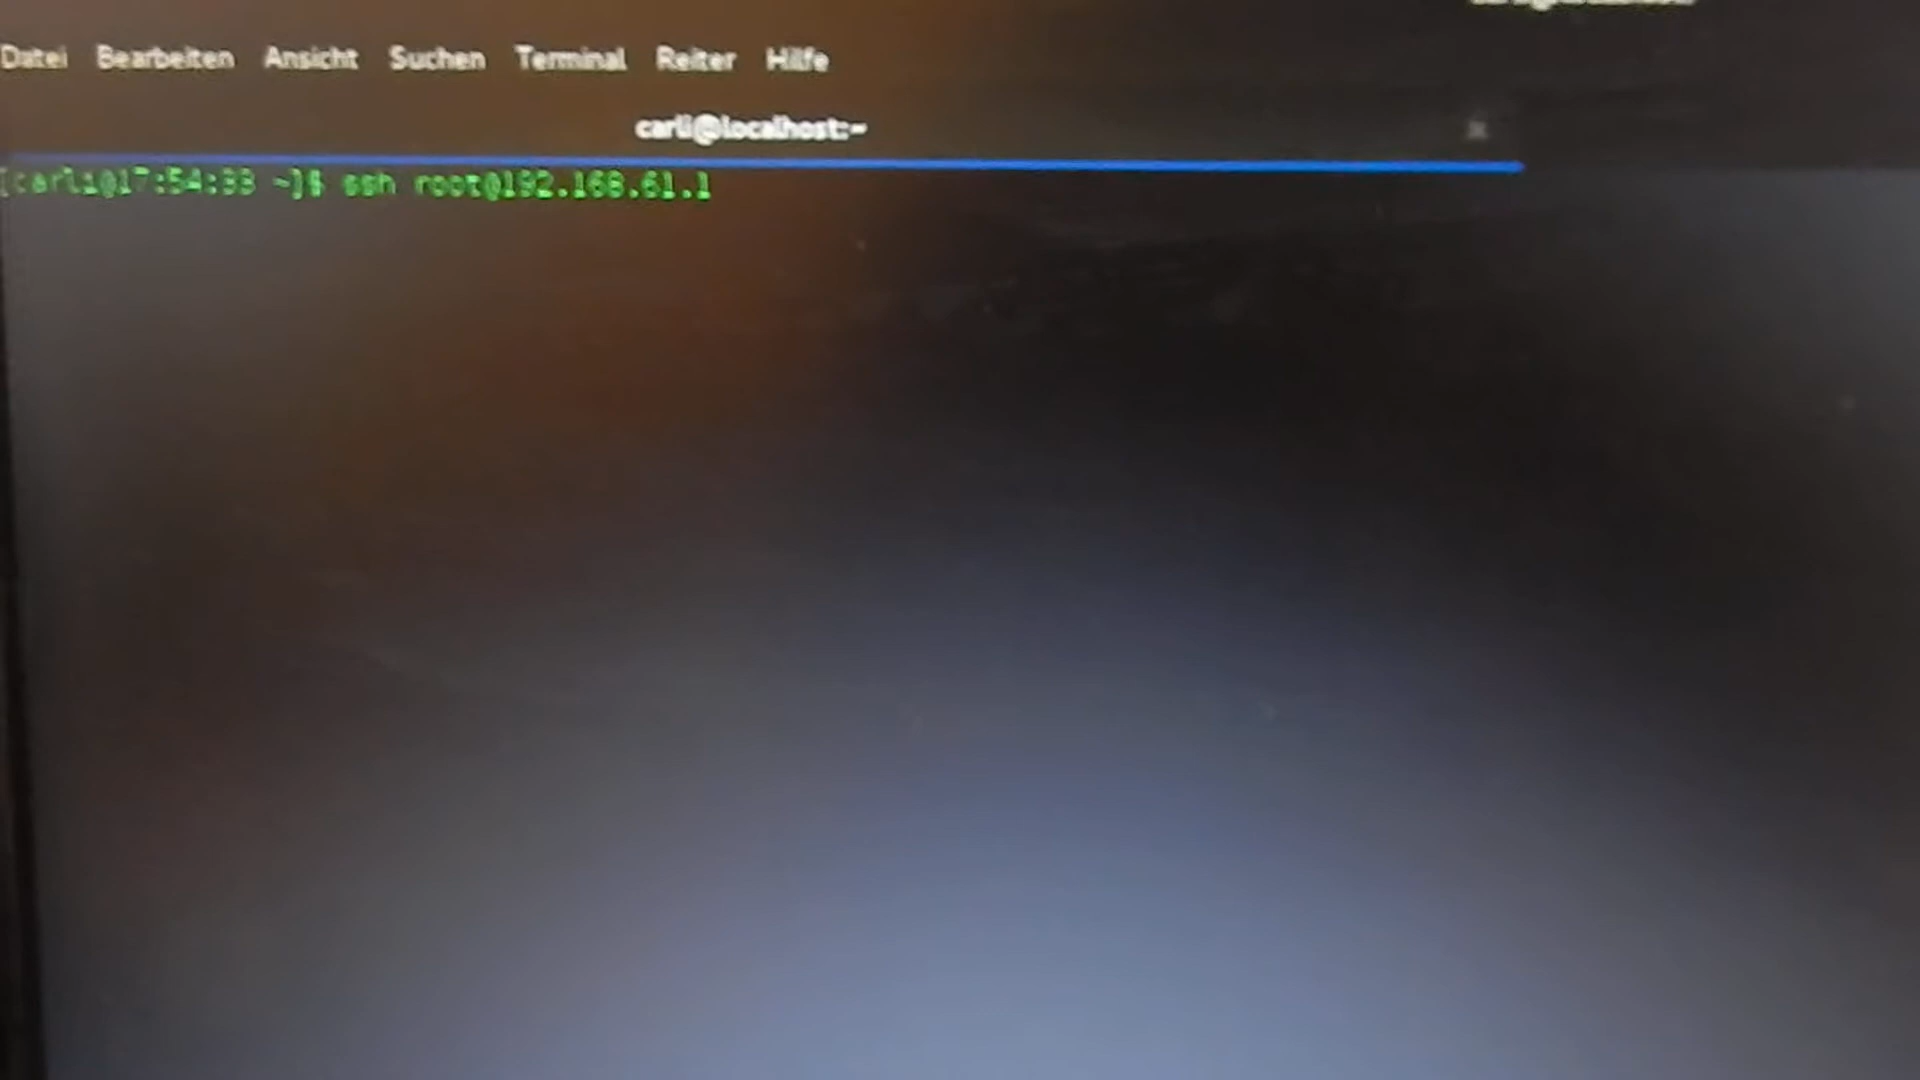 Datei Bearbeiten Ansicht Suchen Terminal Reiter Hilfe
carli@localhost:~
[carli@17:54:33 ~]$ ssh root@192.168.61.1